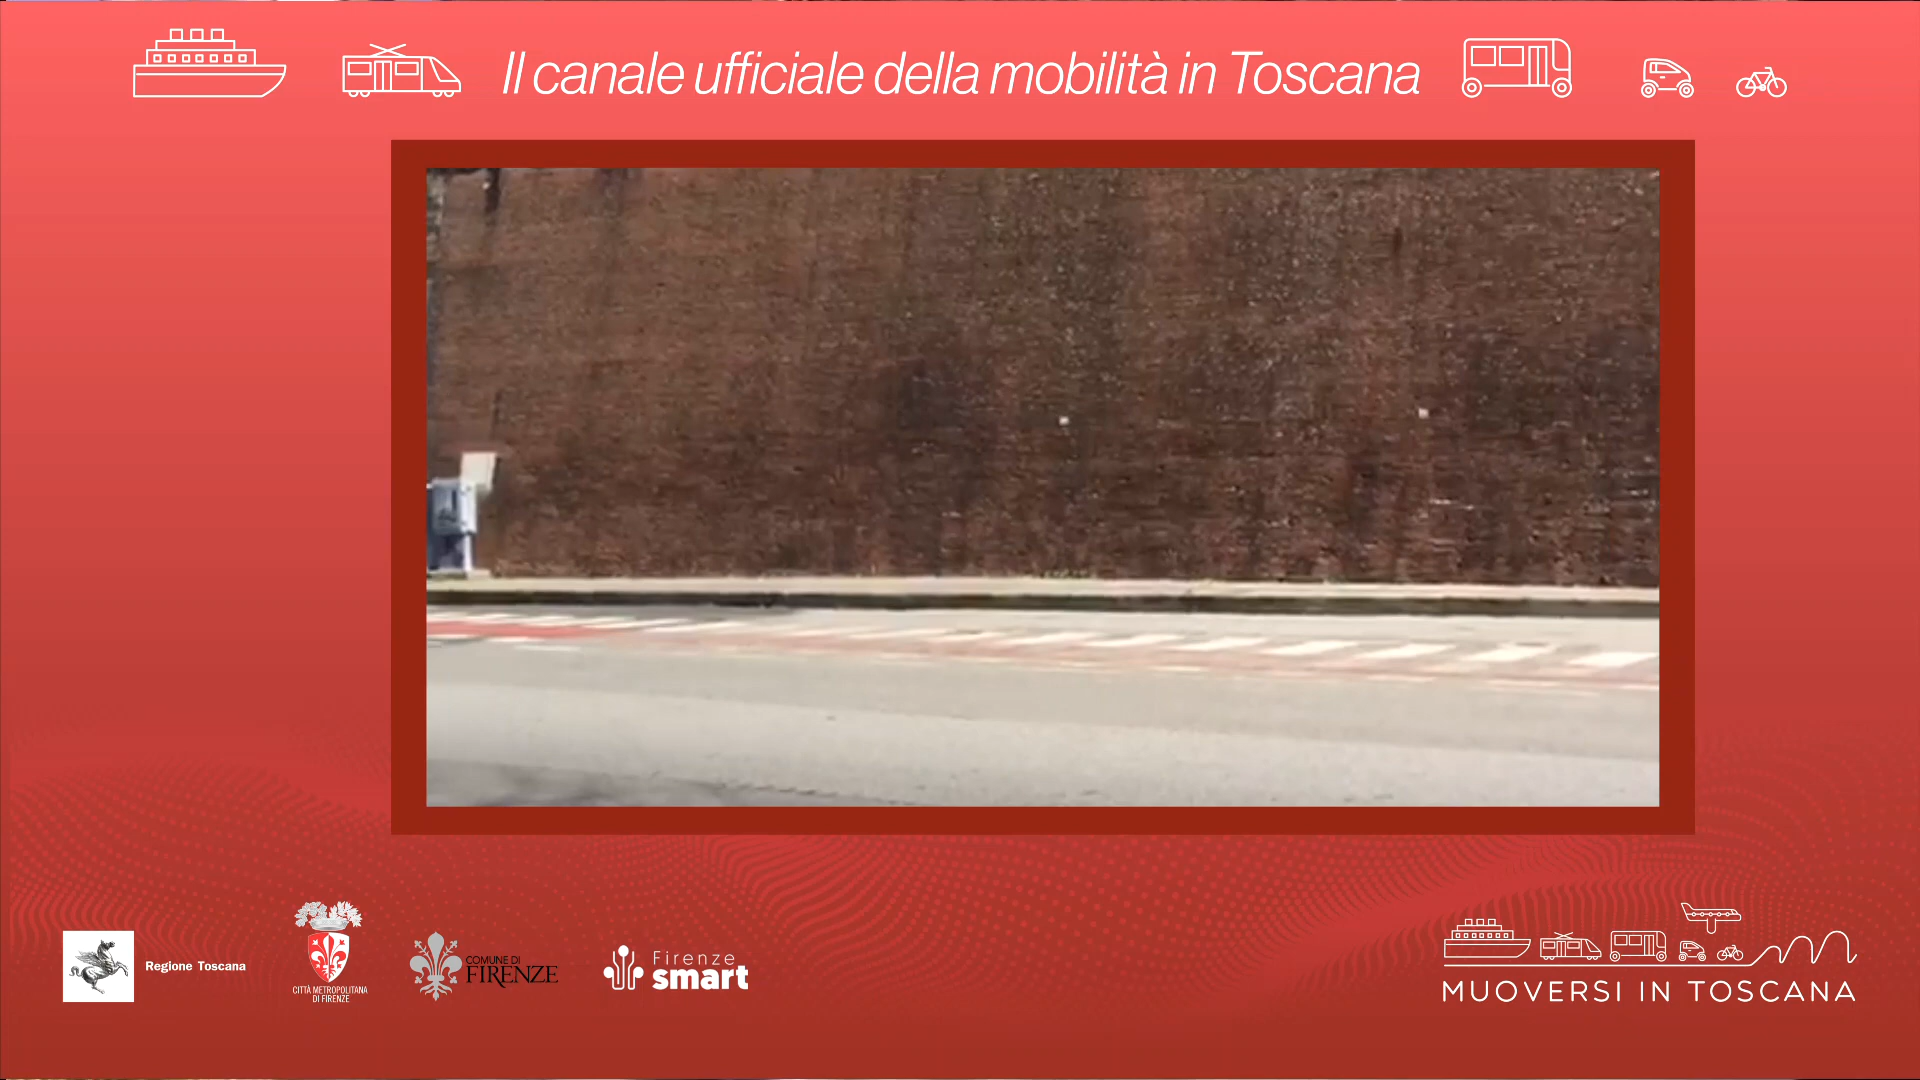 Il canale ufficiale della mobilità in Toscana
Regione Toscana
CITTÀ METROPOLITANA
DI FIRENZE
COMUNE DI
FIRENZE
Firenze
smart
MUOVERSI IN TOSCANA